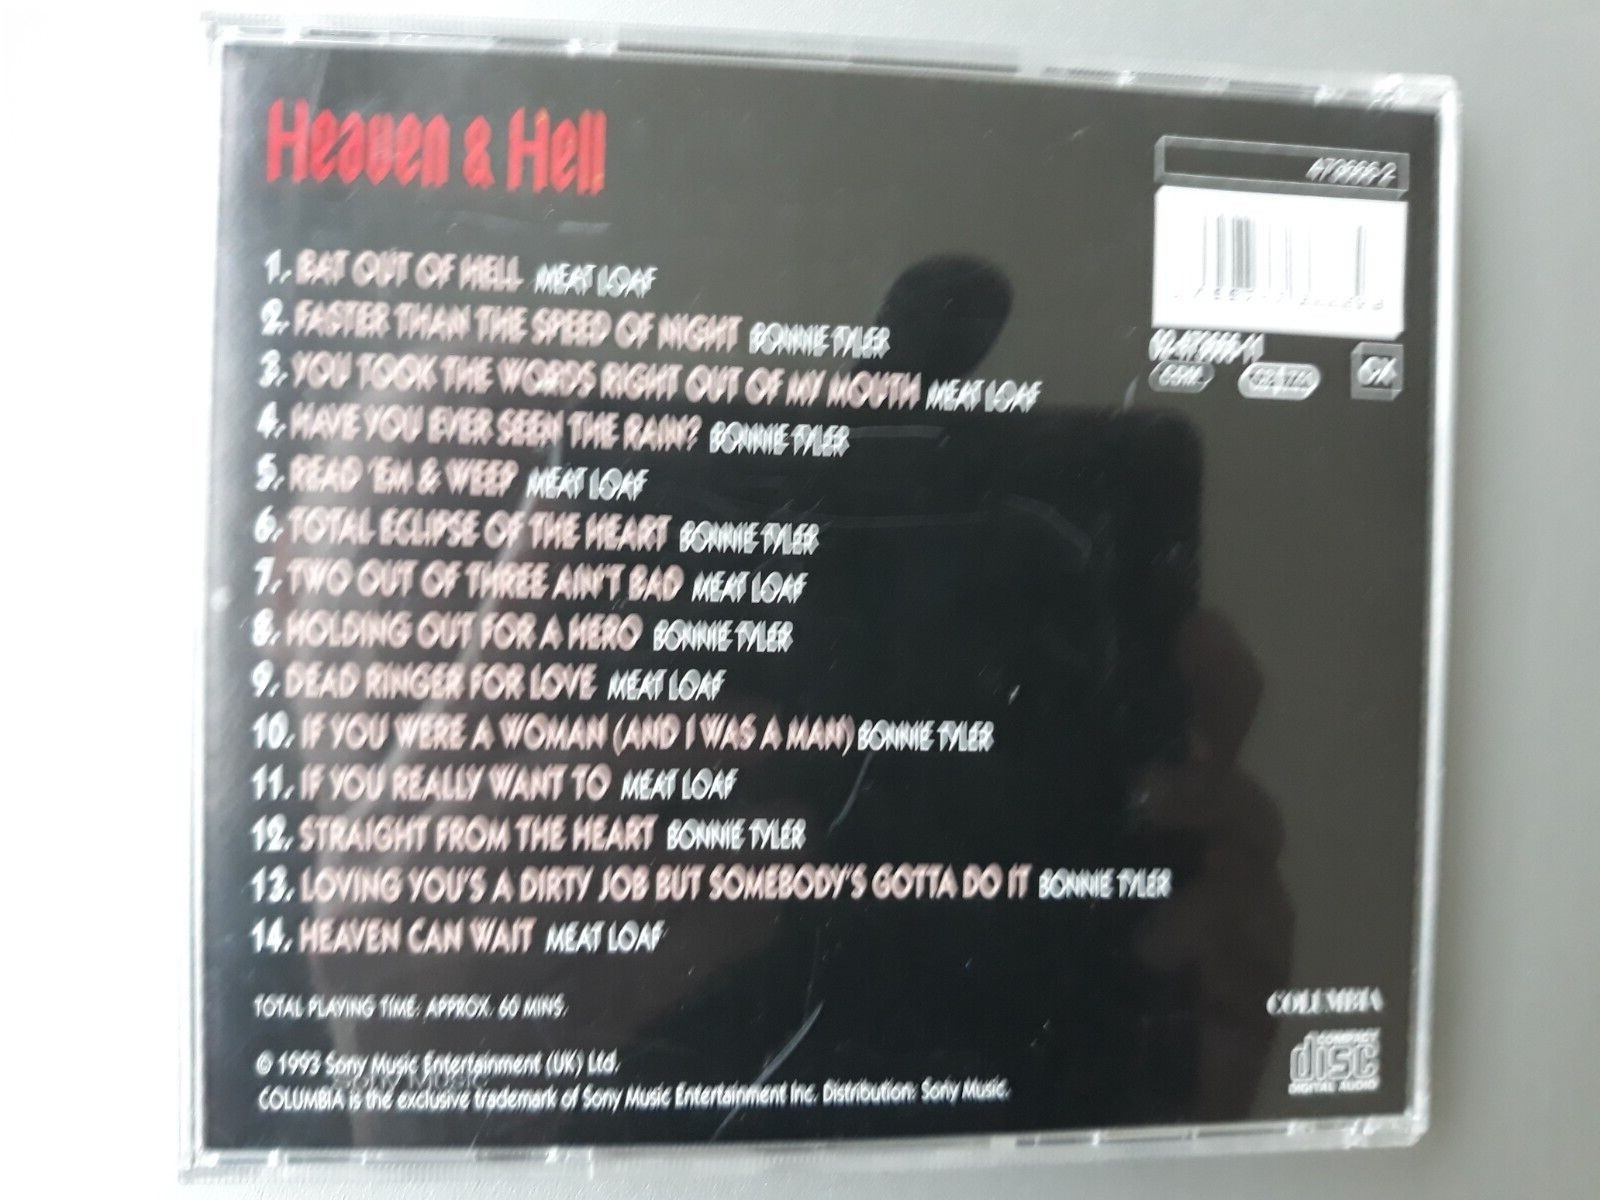 Heaven & Hell
1. BAT OUT OF HELL MEAT LOAF
2. FASTER THAN THE SPEED OF NIGHT BONNIE TYLER
3. YOU TOOK THE WORDS RIGHT OUT OF MY MOUTH MEAT LOAF
4. HAVE YOU EVER SEEN THE RAIN? BONNIE TYLER
5. READ 'EM & WEEP MEAT LOAF
6. TOTAL ECLIPSE OF THE HEART BONNIE TYLER
7. TWO OUT OF THREE AIN'T BAD MEAT LOAF
8. HOLDING OUT FOR A HERO BONNIE TYLER
9. DEAD RINGER FOR LOVE MEAT LOAF
10. IF YOU WERE A WOMAN (AND I WAS A MAN) BONNIE TYLER
11. IF YOU REALLY WANT TO MEAT LOAF
12. STRAIGHT FROM THE HEART BONNIE TYLER
13. LOVING YOU'S A DIRTY JOB BUT SOMEBODY'S GOTTA DO IT BONNIE TYLER
14. HEAVEN CAN WAIT MEAT LOAF
TOTAL PLAYING TIME: APPROX. 60 MINS.
© 1993 Sony Music Entertainment (UK) Ltd.
COLUMBIA is the exclusive trademark of Sony Music Entertainment Inc. Distribution: Sony Music.
473666-2
COLUMBIA
COMPACT
disc
DIGITAL AUDIO